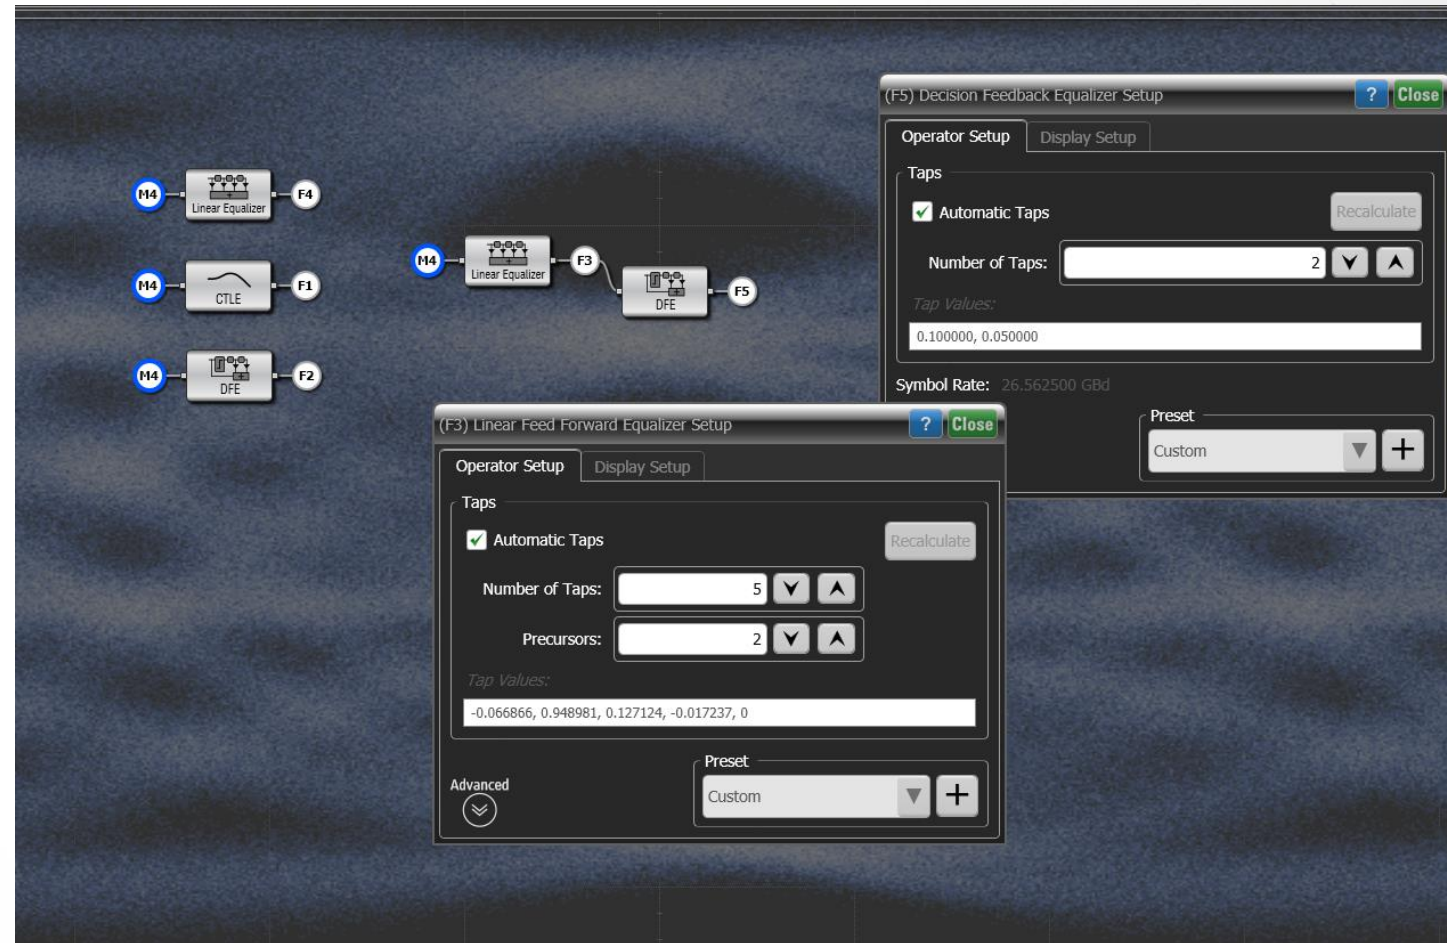 (F5) Decision Feedback Equalizer Setup
? Close
Operator Setup Display Setup
Taps
Automatic Taps
Recalculate
Number of Taps: 2
Tap Values:
0.100000, 0.050000
Symbol Rate: 26.562500 GBd
Preset
Custom
+
M4 Linear Equalizer F4
M4 CTLE F1
M4 DFE F2
M4 Linear Equalizer F3
DFE F5
(F3) Linear Feed Forward Equalizer Setup
? Close
Operator Setup Display Setup
Taps
Automatic Taps
Recalculate
Number of Taps: 5
Precursors: 2
Tap Values:
-0.066866, 0.948981, 0.127124, -0.017237, 0
Advanced
Preset
Custom
+